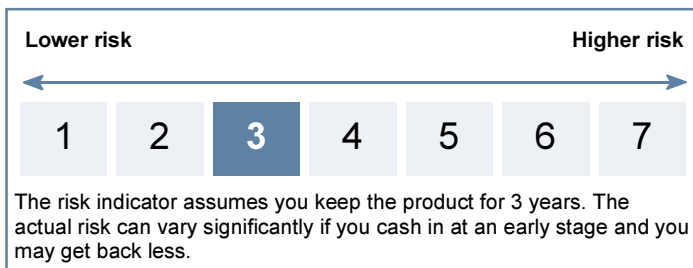 Lower risk Higher risk
1 2 3 4 5 6 7
The risk indicator assumes you keep the product for 3 years. The
actual risk can vary significantly if you cash in at an early stage and you
may get back less.